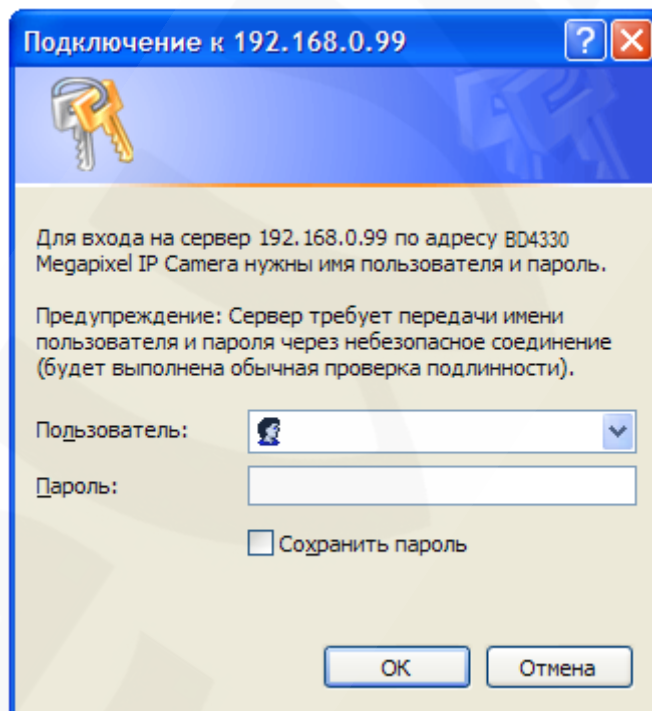 Подключение к 192.168.0.99
Для входа на сервер 192.168.0.99 по адресу BD4330
Megapixel IP Camera нужны имя пользователя и пароль.
Предупреждение: Сервер требует передачи имени
пользователя и пароля через небезопасное соединение
(будет выполнена обычная проверка подлинности).
Пользователь:
Пароль:
Сохранить пароль
ОК
Отмена